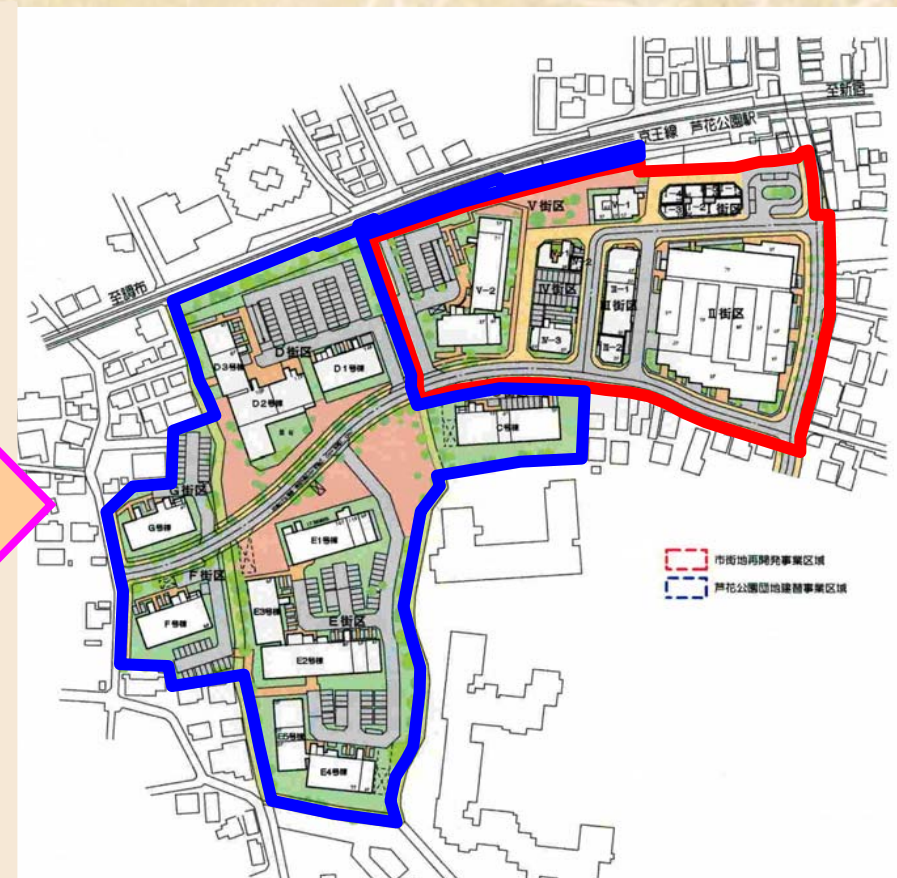 至新宿
京王線 芦花公園駅
V街区
V-1
I街区
至調布
V-2
IV街区
III街区
II街区
IV-3
D街区
D3号棟
D1号棟
D2号棟
C号棟
G街区
G号棟
E1号棟
市街地再開発事業区域
芦花公園団地建替事業区域
F街区
E3号棟
E街区
F号棟
E2号棟
E5号棟
E4号棟